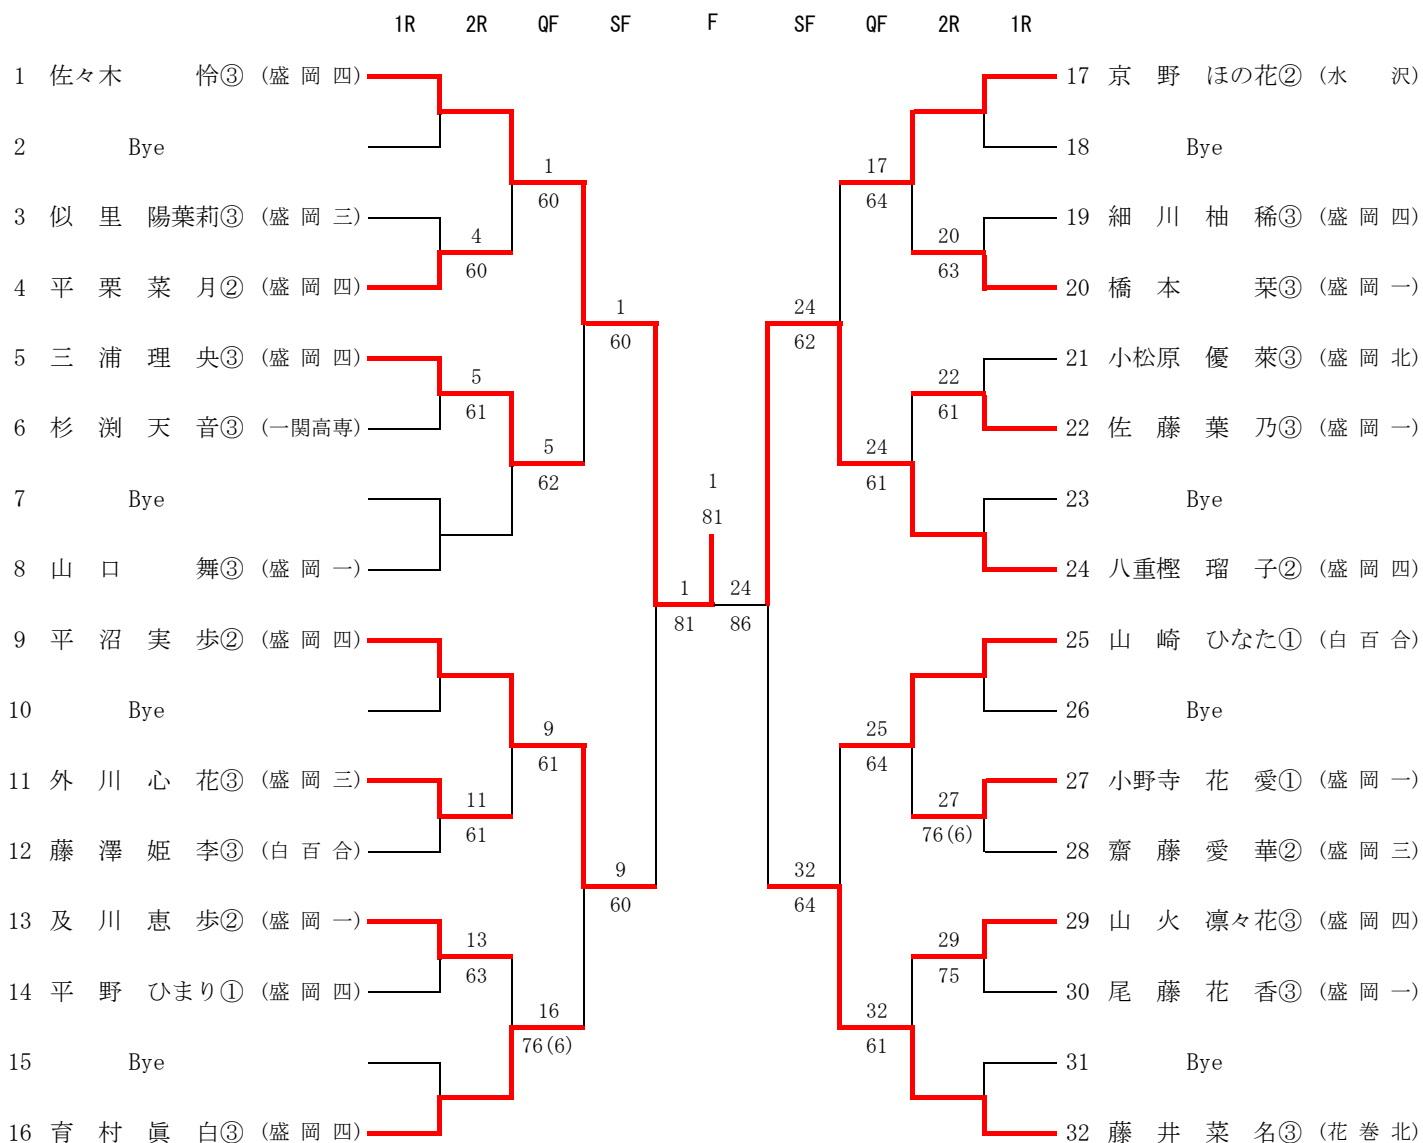 1R 2R QF SF F SF QF 2R 1R
1 佐々木 怜③ (盛 岡 四) 17 京 野 ほの花② (水 沢)
2 Bye 18 Bye
1 17
60 64
3 似 里 陽葉莉③ (盛 岡 三) 19 細 川 柚 稀③ (盛 岡 四)
4 20
60 63
4 平 栗 菜 月② (盛 岡 四) 20 橋 本 栞③ (盛 岡 一)
1 24
60 62
5 三 浦 理 央③ (盛 岡 四) 21 小松原 優 萊③ (盛 岡 北)
5 22
61 61
6 杉 渕 天 音③ (一関高専) 22 佐 藤 葉 乃③ (盛 岡 一)
5 24
62 1 61
7 Bye 23 Bye
81
8 山 口 舞③ (盛 岡 一) 24 八重樫 瑠 子② (盛 岡 四)
1 24
81 86
9 平 沼 実 歩② (盛 岡 四) 25 山 崎 ひなた① (白 百 合)
10 Bye 26 Bye
9 25
61 64
11 外 川 心 花③ (盛 岡 三) 27 小野寺 花 愛① (盛 岡 一)
11 27
61 76(6)
12 藤 澤 姫 李③ (白 百 合) 28 齋 藤 愛 華② (盛 岡 三)
9 32
60 64
13 及 川 恵 歩② (盛 岡 一) 29 山 火 凛々花③ (盛 岡 四)
13 29
63 75
14 平 野 ひまり① (盛 岡 四) 30 尾 藤 花 香③ (盛 岡 一)
16 32
76(6) 61
15 Bye 31 Bye
16 育 村 眞 白③ (盛 岡 四) 32 藤 井 菜 名③ (花 巻 北)